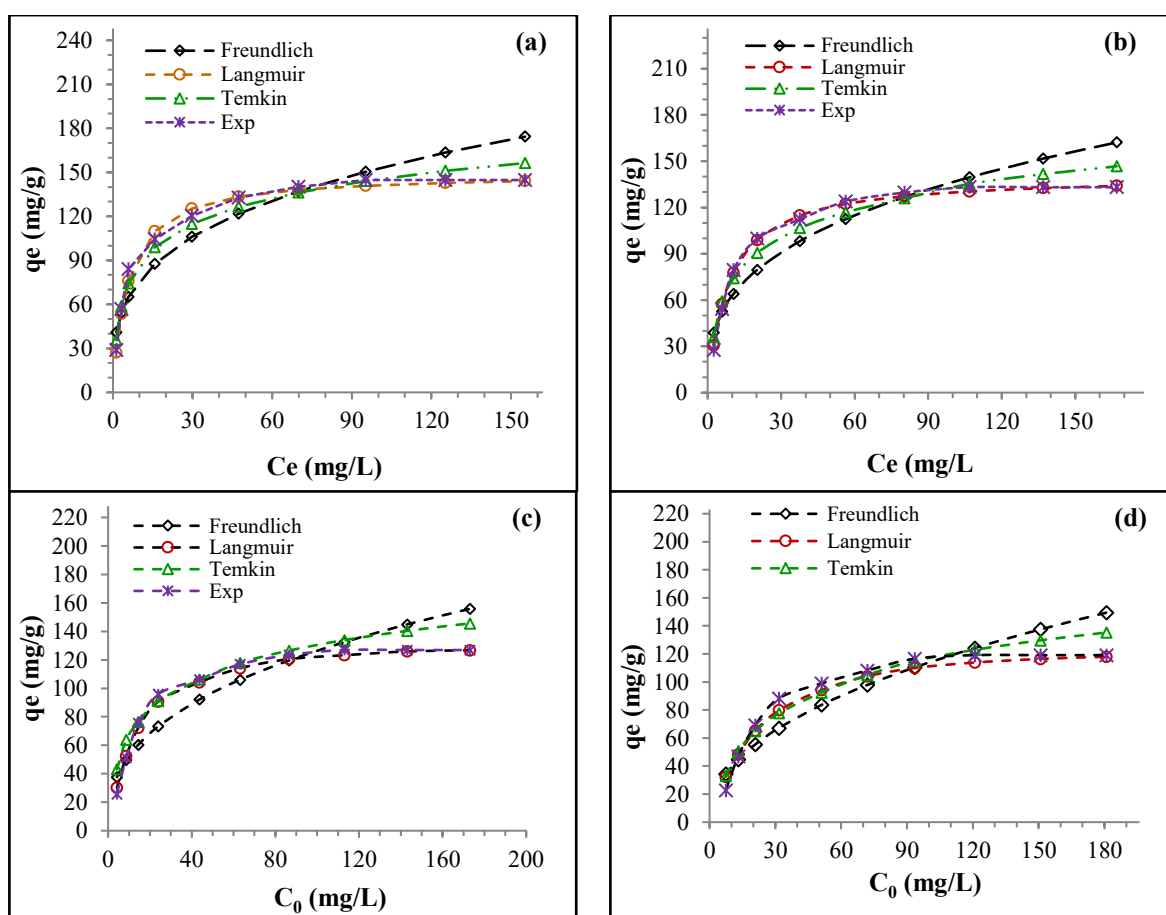 (a)
Freundlich
Langmuir
Temkin
Exp
240
210
180
150
120
90
60
30
0
qe (mg/g)
0 30 60 90 120 150
Ce (mg/L)
(b)
Freundlich
Langmuir
Temkin
Exp
210
180
150
120
90
60
30
0
qe (mg/g)
0 30 60 90 120 150
Ce (mg/L
(c)
Freundlich
Langmuir
Temkin
Exp
220
200
180
160
140
120
100
80
60
40
20
0
qe (mg/g)
0 40 80 120 160 200
C₀ (mg/L)
(d)
Freundlich
Langmuir
Temkin
220
200
180
160
140
120
100
80
60
40
20
0
qe (mg/g)
0 30 60 90 120 150 180
C₀ (mg/L)